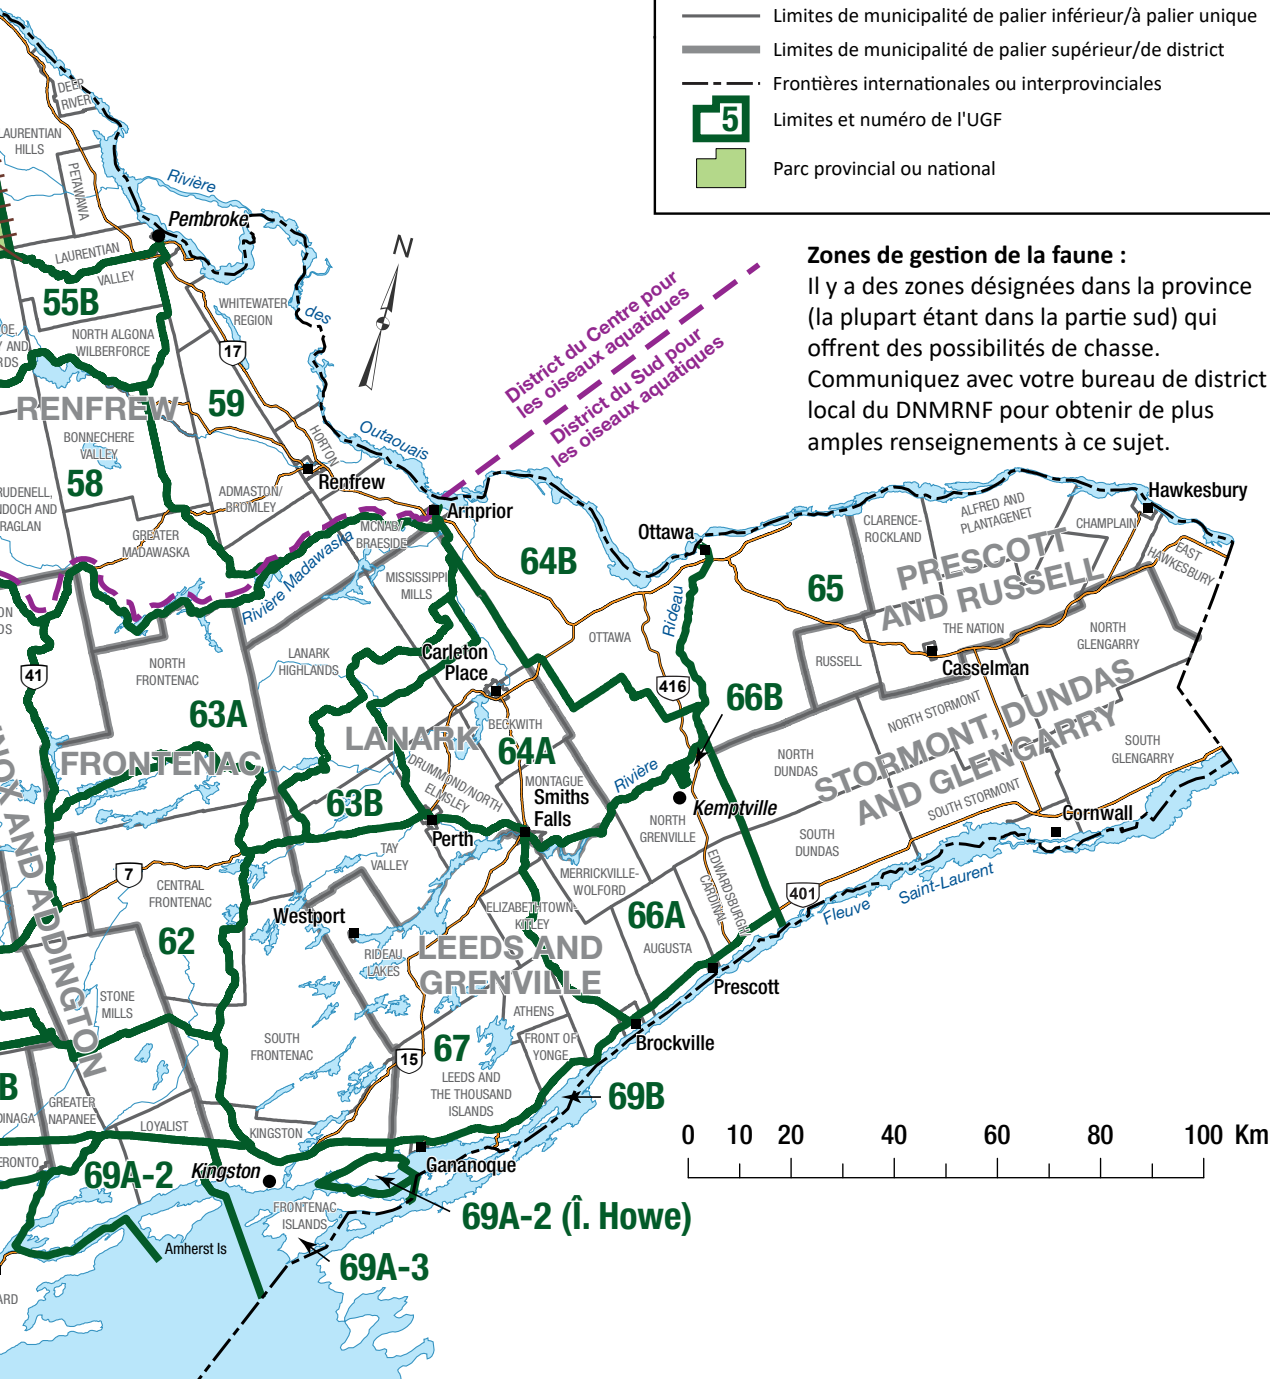 Limites de municipalité de palier inférieur/à palier unique
Limites de municipalité de palier supérieur/de district
Frontières internationales ou interprovinciales
5
Limites et numéro de l'UGF
Parc provincial ou national
Zones de gestion de la faune :
Il y a des zones désignées dans la province
(la plupart étant dans la partie sud) qui
offrent des possibilités de chasse.
Communiquez avec votre bureau de district
local du DNMRNF pour obtenir de plus
amples renseignements à ce sujet.
DEEP
RIVER
LAURENTIAN
HILLS
PETAWAWA
Rivière
Pembroke
N
LAURENTIAN
VALLEY
55B
WHITEWATER
REGION
des
District du Centre pour
les oiseaux aquatiques
District du Sud pour
les oiseaux aquatiques
NORTH ALGONA
WILBERFORCE
17
RENFREW
59
BONNECHERE
VALLEY
HORTON
Outaouais
58
Renfrew
ADMASTON/
BROMLEY
RUDENELL,
NDOCH AND
RAGLAN
GREATER
MADAWASKA
MCNAB/
BRAESIDE
Arnprior
Rivière Madawaska
Ottawa
64B
65
CLARENCE-
ROCKLAND
ALFRED AND
PLANTAGENET
CHAMPLAIN
Hawkesbury
EAST
HAWKESBURY
PRESCOTT
AND RUSSELL
MISSISSIPPI
MILLS
Rideau
OTTAWA
THE NATION
NORTH
GLENGARRY
RUSSELL
Casselman
41
NORTH
FRONTENAC
LANARK
HIGHLANDS
Carleton
Place
416
66B
63A
BECKWITH
NORTH STORMONT
LANARK
64A
FRONTENAC
DRUMMOND/NORTH
ELMSLEY
MONTAGUE
Rivière
NORTH
DUNDAS
STORMONT, DUNDAS
AND GLENGARRY
SOUTH
GLENGARRY
SOUTH STORMONT
63B
Smiths
Falls
Kemptville
NORTH
GRENVILLE
Cornwall
Perth
TAY
VALLEY
SOUTH
DUNDAS
7
CENTRAL
FRONTENAC
MERRICKVILLE-
WOLFORD
EDWARDSBURGH/
CARDINAL
401
Fleuve
Saint-Laurent
Westport
ELIZABETHTOWN-
KITLEY
66A
AUGUSTA
62
RIDEAU
LAKES
LEEDS AND
GRENVILLE
AND ADDINGTON
Prescott
STONE
MILLS
ATHENS
SOUTH
FRONTENAC
FRONT OF
YONGE
Brockville
15
67
LEEDS AND
THE THOUSAND
ISLANDS
69B
B
GREATER
NAPANEE
LOYALIST
KINGSTON
0 10 20 40 60 80 100 Km
69A-2
Kingston
Gananoque
FRONTENAC
ISLANDS
69A-2 (Î. Howe)
Amherst Is
69A-3